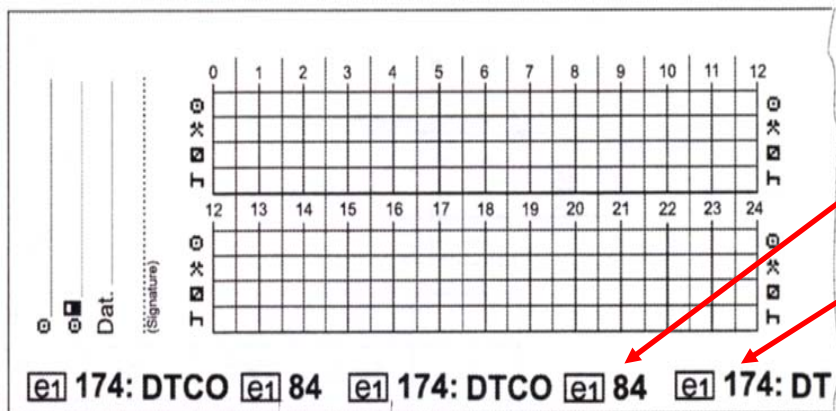 0 1 2 3 4 5 6 7 8 9 10 11 12
12 13 14 15 16 17 18 19 20 21 22 23 24
Dat.
(Signature)
e1 174: DTCO e1 84 e1 174: DTCO e1 84 e1 174: DT